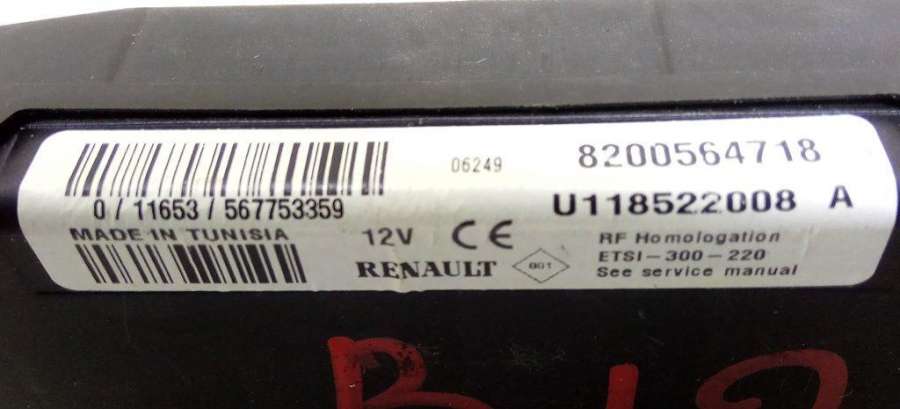 06249 8200564718
0 / 11653 / 567753359 U118522008 A
MADE IN TUNISIA 12V CE RF Homologation
ETSI-300-220
RENAULT 001 See service manual